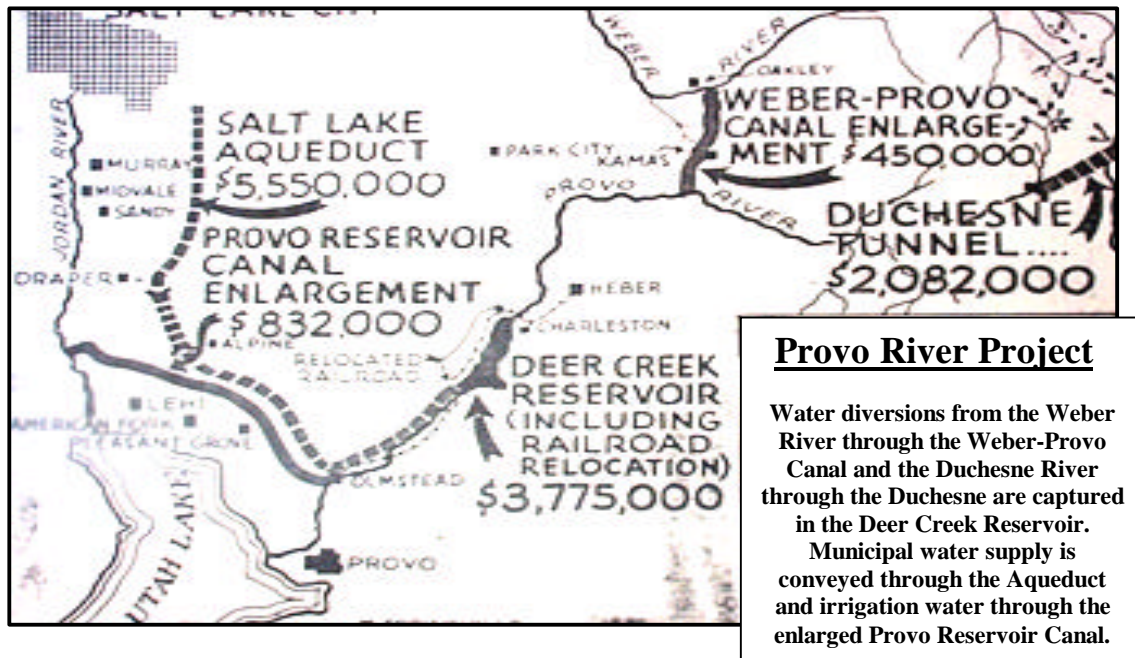 SALT LAKE CITY
WEBER
RIVER
OAKLEY
JORDAN RIVER
SALT LAKE
AQUEDUCT
$5,550,000
MURRAY
MIDVALE
SANDY
WEBER-PROVO
CANAL ENLARGE-
MENT $450,000
PARK CITY
KAMAS
PROVO
RIVER
DUCHESNE
TUNNEL....
$2,082,000
PROVO RESERVOIR
CANAL
ENLARGEMENT
$832,000
DRAPER
ALPINE
HEBER
CHARLESTON
RELOCATED
RAILROAD
DEER CREEK
RESERVOIR
(INCLUDING
RAILROAD
RELOCATION)
$3,775,000
LEHI
AMERICAN FORK
PLEASANT GROVE
OLMSTEAD
UTAH LAKE
PROVO
Provo River Project
Water diversions from the Weber
River through the Weber-Provo
Canal and the Duchesne River
through the Duchesne are captured
in the Deer Creek Reservoir.
Municipal water supply is
conveyed through the Aqueduct
and irrigation water through the
enlarged Provo Reservoir Canal.